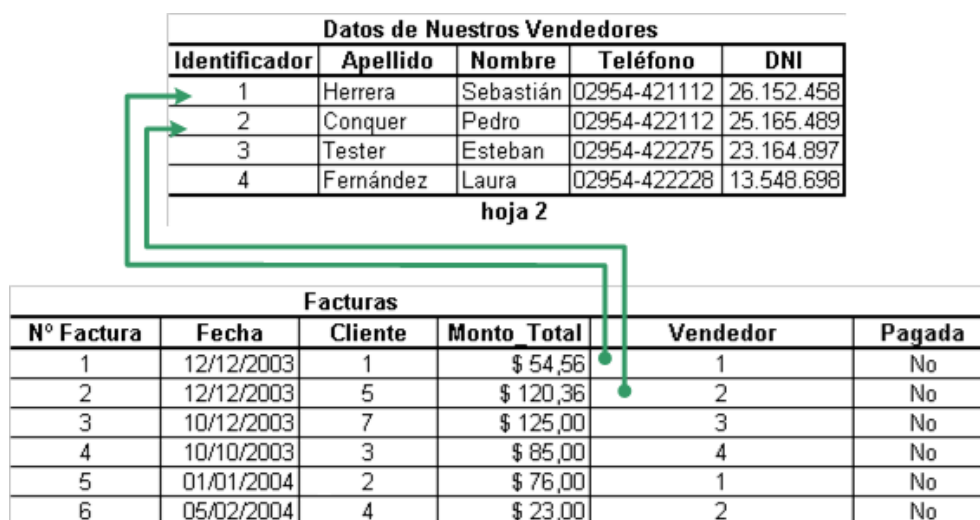 Datos de Nuestros Vendedores
Identificador Apellido Nombre Teléfono DNI
1 Herrera Sebastián 02954-421112 26.152.458
2 Conquer Pedro 02954-422112 25.165.489
3 Tester Esteban 02954-422275 23.164.897
4 Fernández Laura 02954-422228 13.548.698
hoja 2
Facturas
Nº Factura Fecha Cliente Monto_Total Vendedor Pagada
1 12/12/2003 1 $ 54,56 1 No
2 12/12/2003 5 $ 120,36 2 No
3 10/12/2003 7 $ 125,00 3 No
4 10/10/2003 3 $ 85,00 4 No
5 01/01/2004 2 $ 76,00 1 No
6 05/02/2004 4 $ 23,00 2 No